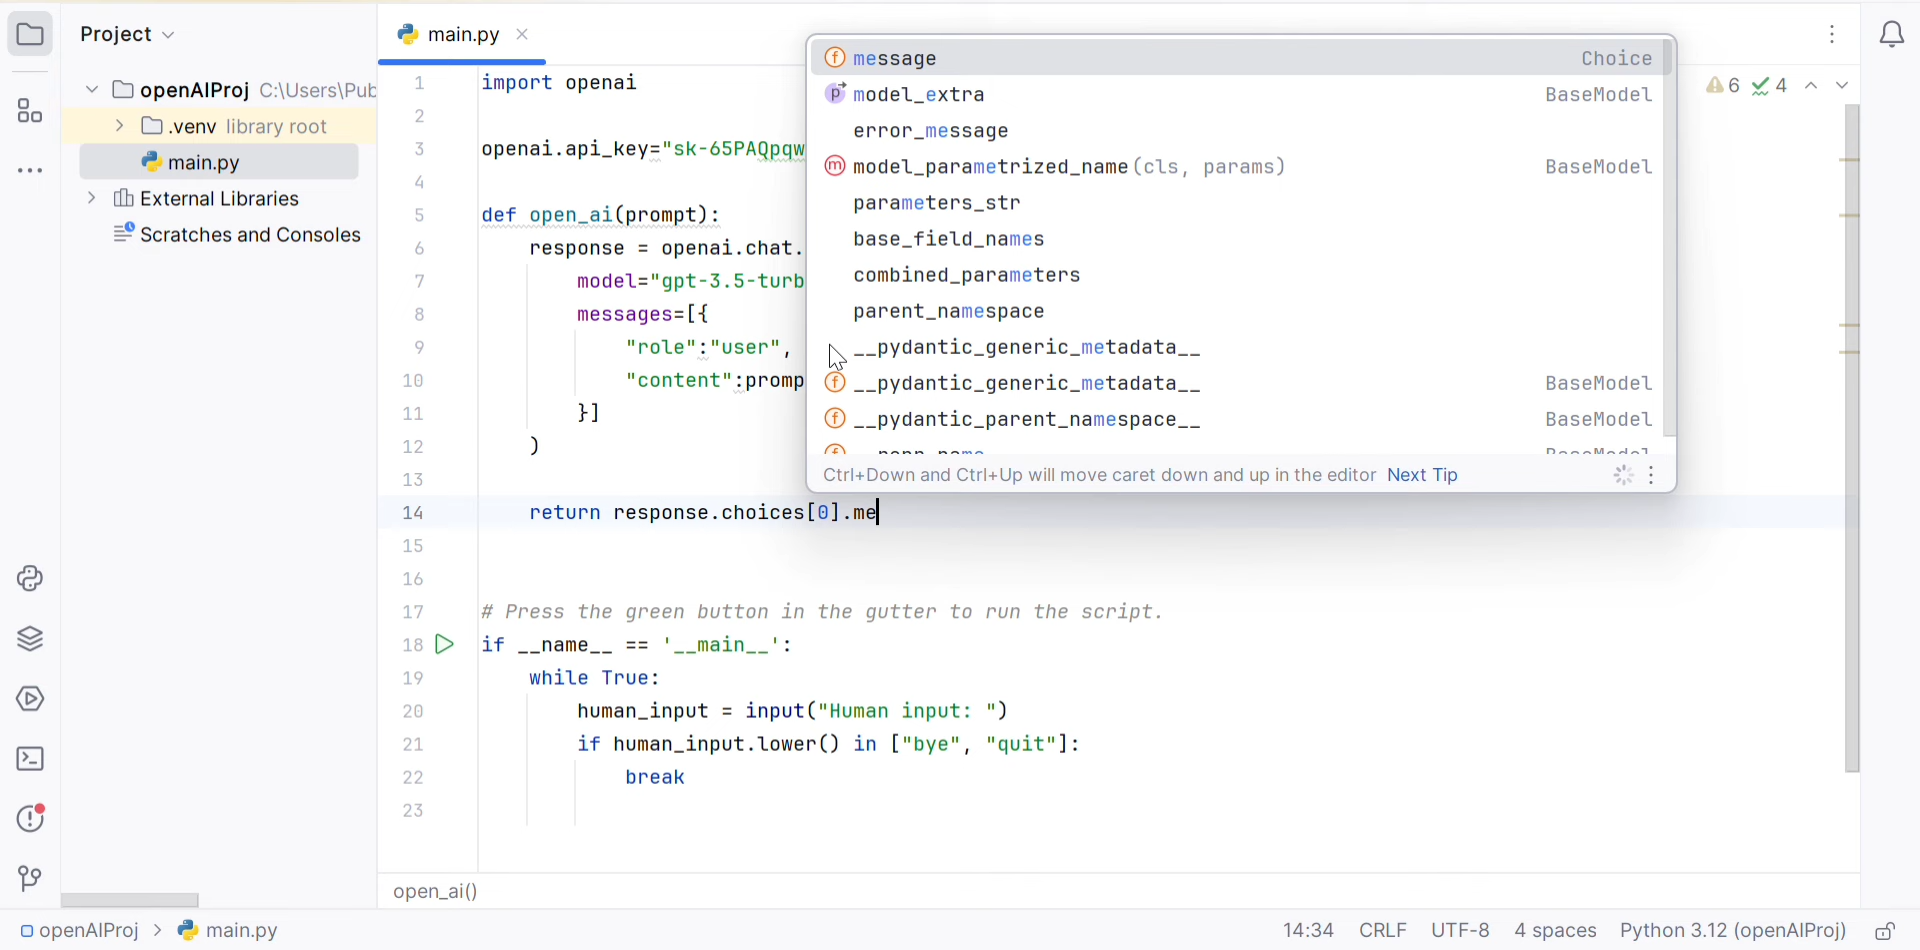 Project
openAIProj C:\Users\Pub
.venv library root
main.py
External Libraries
Scratches and Consoles
main.py
6 4
1 import openai
2
3 openai.api_key="sk-65PAQpqw
4
5 def open_ai(prompt):
6 response = openai.chat.
7 model="gpt-3.5-turb
8 messages=[{
9 "role":"user",
10 "content":promp
11 }]
12 )
13
14 return response.choices[0].me
15
16
17 # Press the green button in the gutter to run the script.
18 if __name__ == '__main__':
19 while True:
20 human_input = input("Human input: ")
21 if human_input.lower() in ["bye", "quit"]:
22 break
23
message Choice
model_extra BaseModel
error_message
model_parametrized_name(cls, params) BaseModel
parameters_str
base_field_names
combined_parameters
parent_namespace
__pydantic_generic_metadata__
__pydantic_generic_metadata__ BaseModel
__pydantic_parent_namespace__ BaseModel
Ctrl+Down and Ctrl+Up will move caret down and up in the editor Next Tip
open_ai()
openAIProj > main.py
14:34 CRLF UTF-8 4 spaces Python 3.12 (openAIProj)